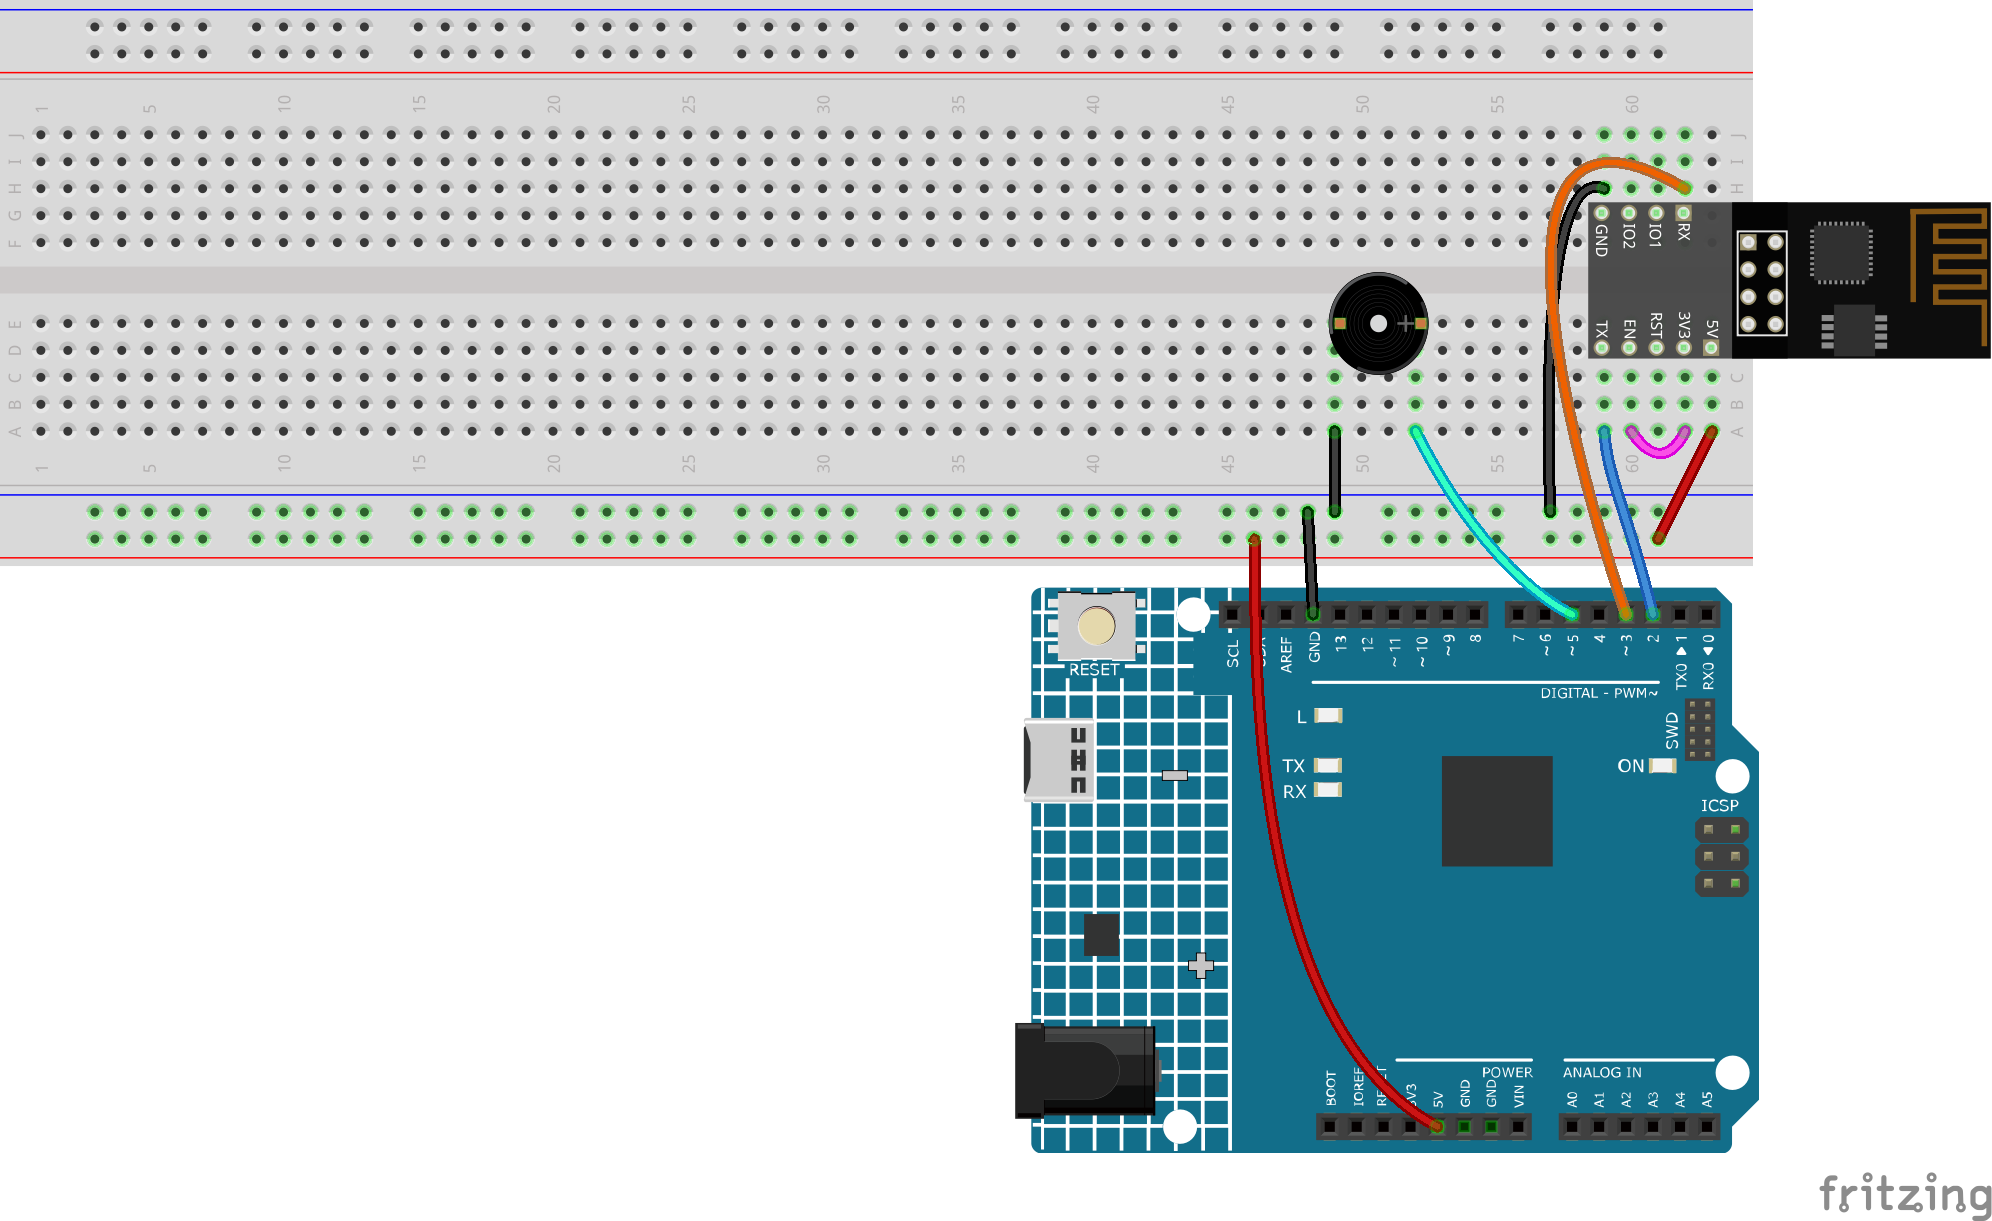 1 5 10 15 20 25 30 35 40 45 50 55 60
J J
I I
H H
G
F
GND IO2 IO1 RX
TX EN RST 3V3 5V
E
D
C C
B B
A A
1 5 10 15 20 25 30 35 40 45 50 55 60
SCL AREF GND 13 12 ~11 ~10 ~9 8 7 ~6 ~5 4 ~3 2 TX0 ▶ 1 RX0 ◀ 0
RESET
DIGITAL - PWM~
L
SWD
TX
ON
RX
ICSP
POWER
ANALOG IN
BOOT IOREF 5V GND GND VIN A0 A1 A2 A3 A4 A5
fritzing